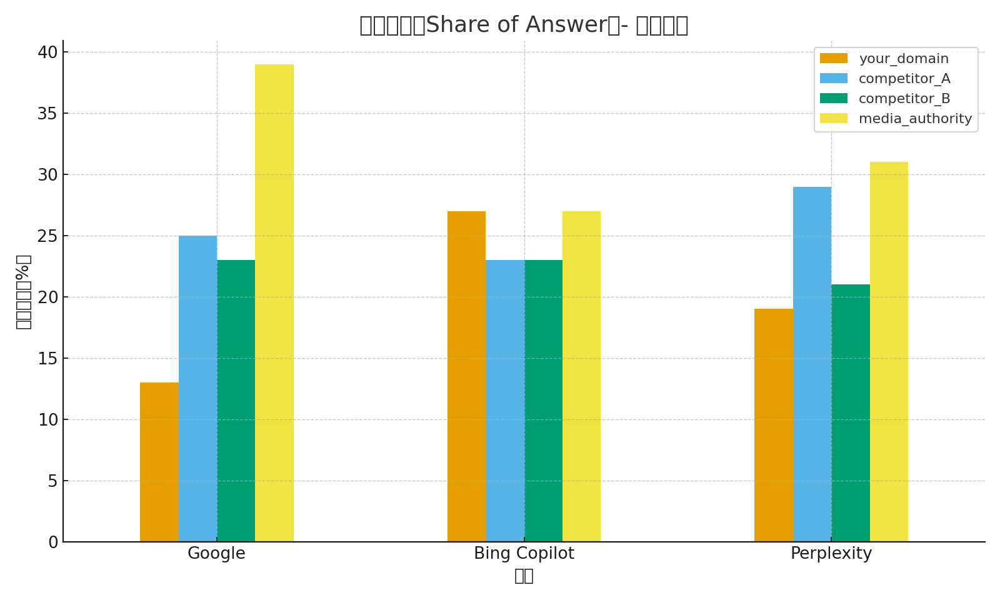 Share of Answer
-
your_domain
competitor_A
competitor_B
media_authority
40
35
30
25
20
15
10
5
0
%
Google
Bing Copilot
Perplexity